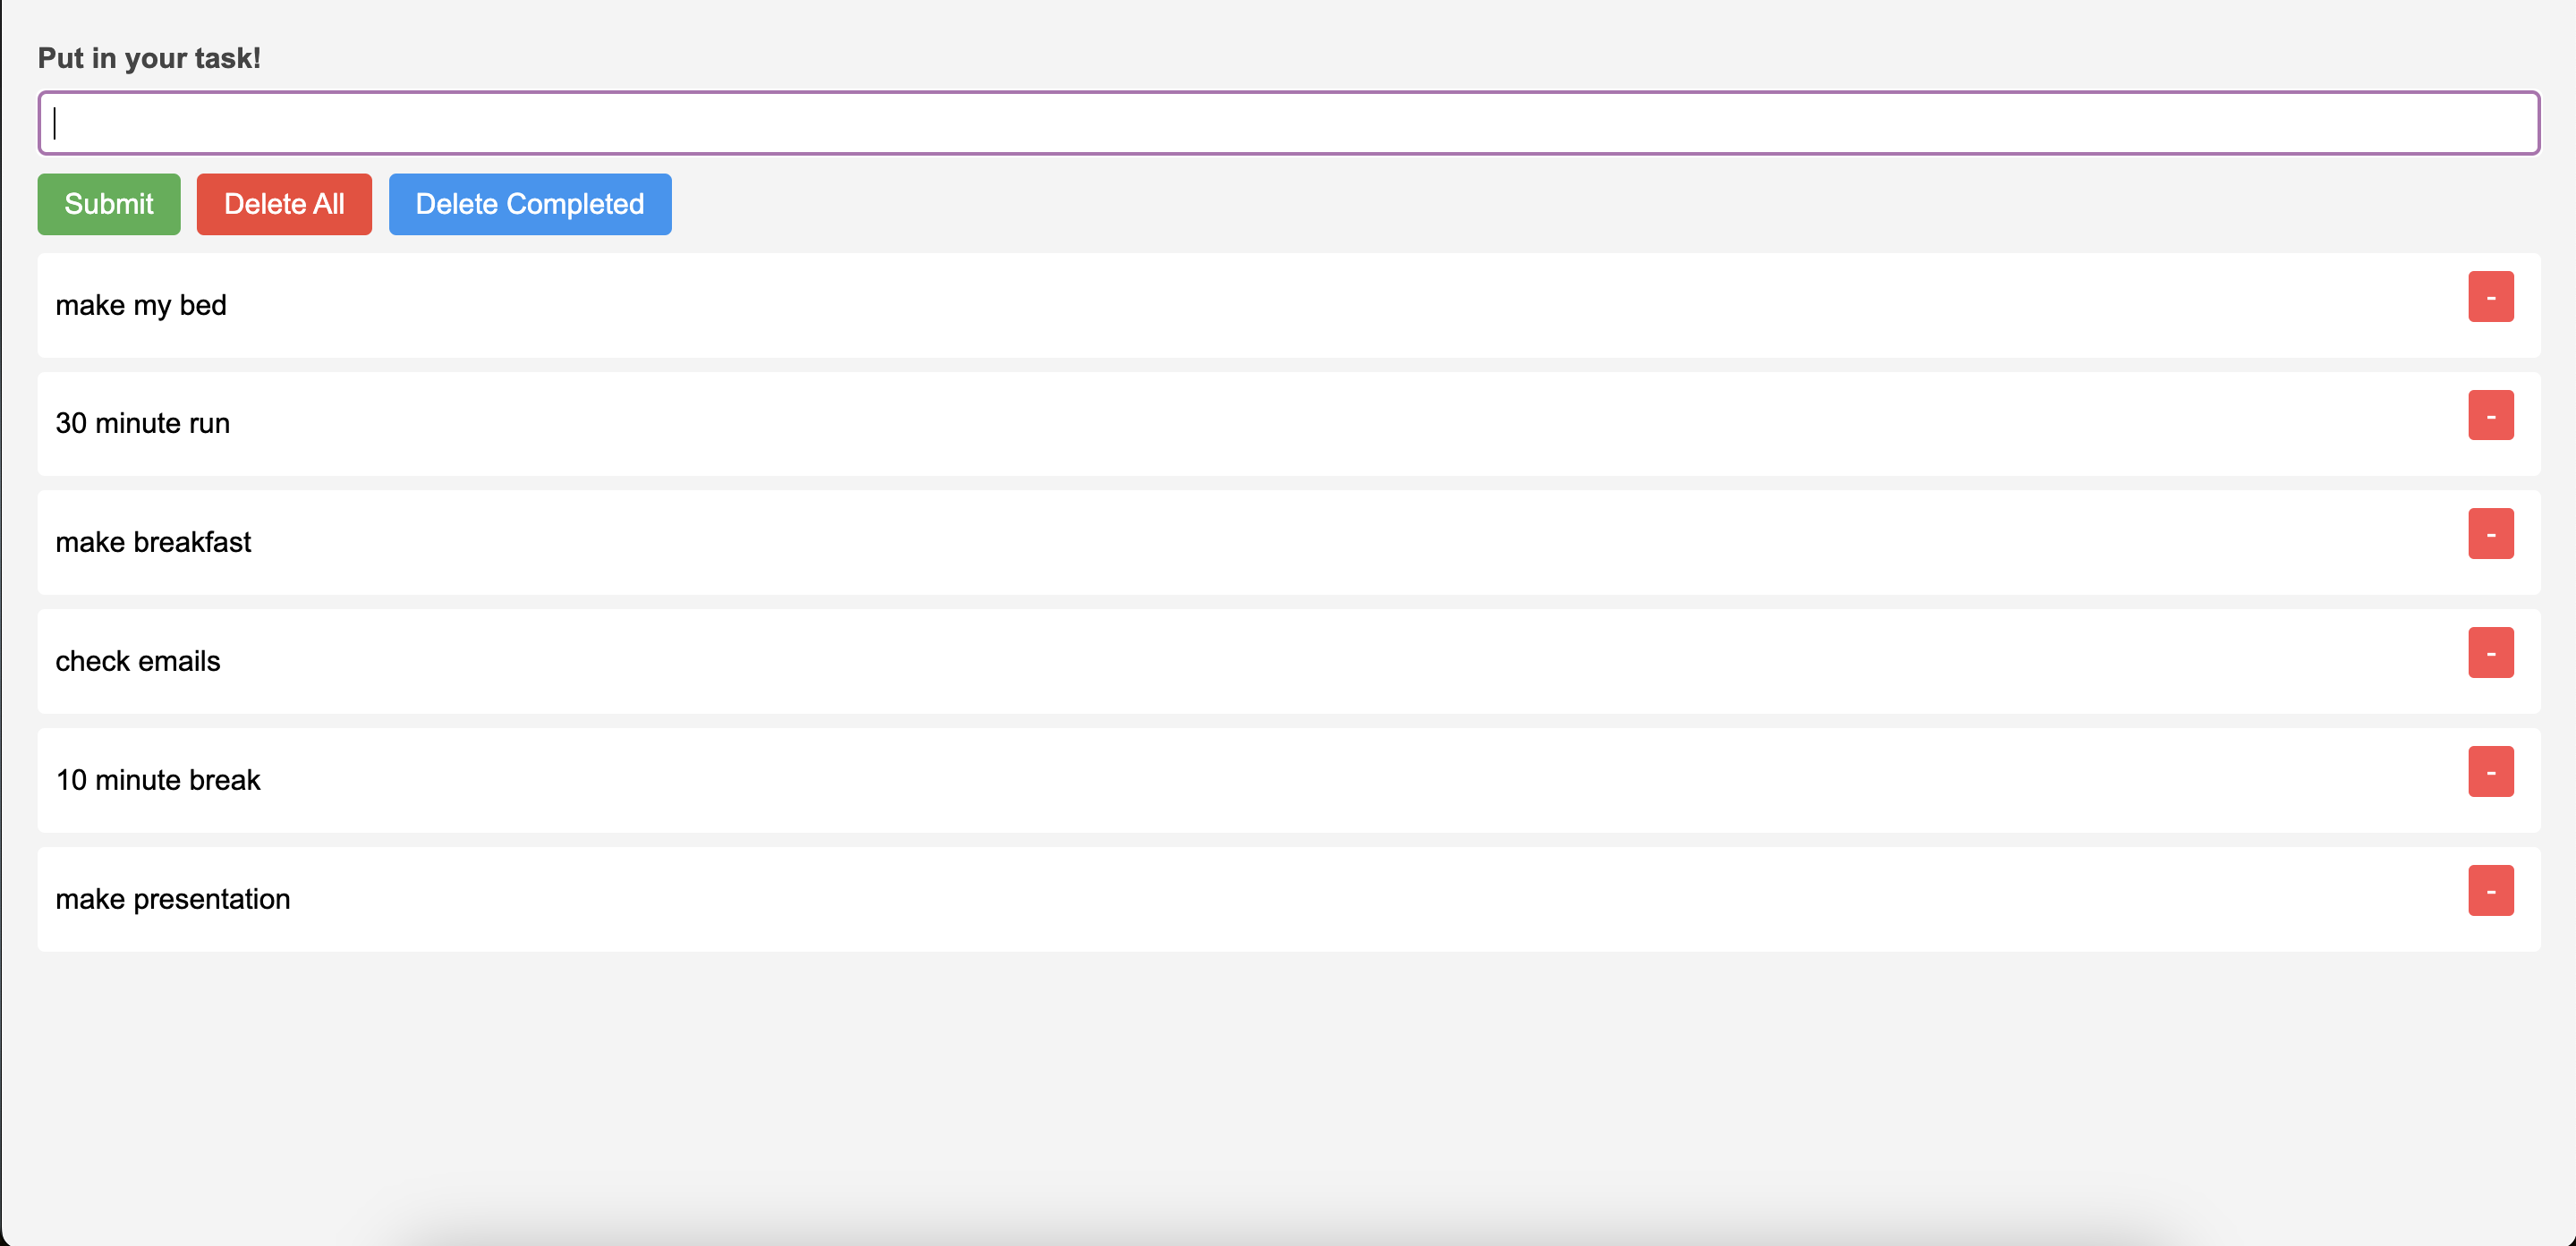 Put in your task!
Submit Delete All Delete Completed
make my bed -
30 minute run -
make breakfast -
check emails -
10 minute break -
make presentation -